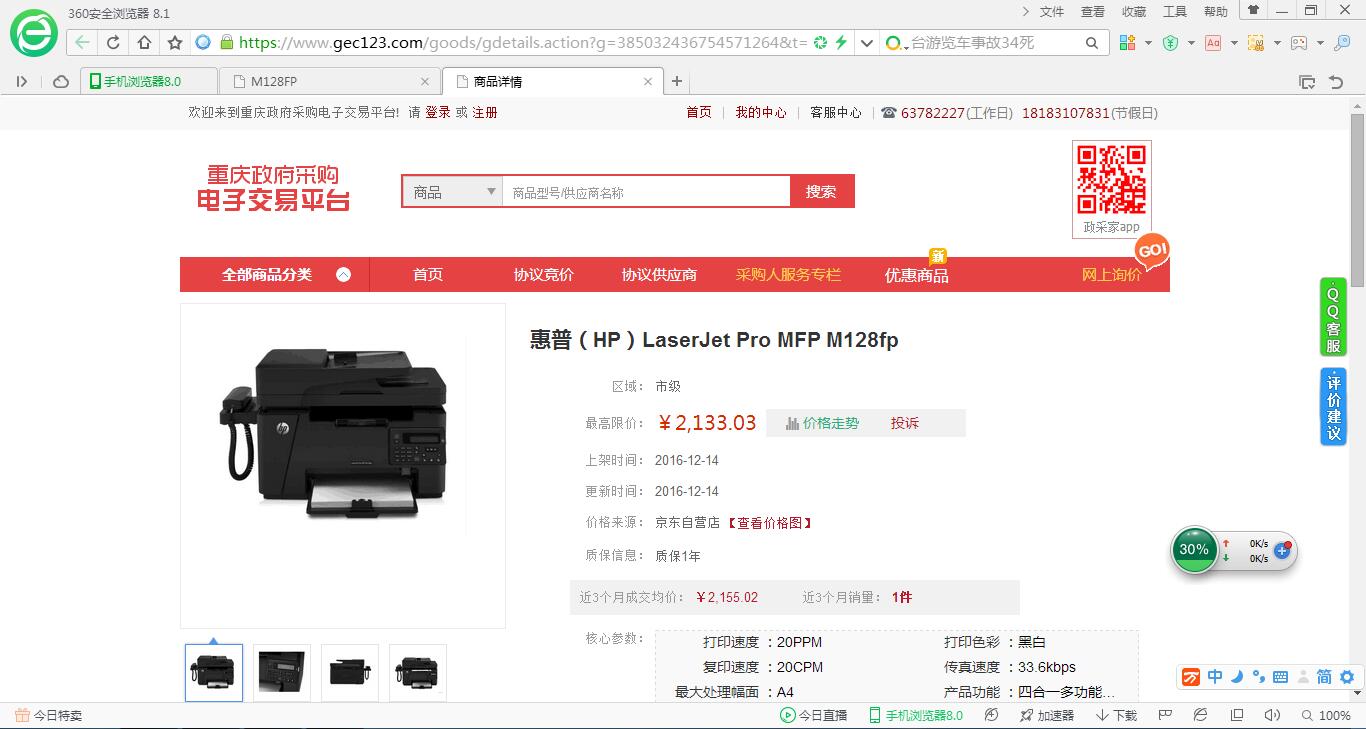 360安全浏览器 8.1
文件 查看 收藏 工具 帮助
https://www.gec123.com/goods/gdetails.action?g=385032436754571264&t=
台游览车事故34死
手机浏览器8.0
M128FP
商品详情
欢迎来到重庆政府采购电子交易平台! 请 登录 或 注册
首页 我的中心 客服中心 63782227(工作日) 18183107831(节假日)
重庆政府采购
电子交易平台
商品 商品型号/供应商名称 搜索
政采家app
GO!
新
全部商品分类 首页 协议竞价 协议供应商 采购人服务专栏 优惠商品 网上询价
惠普（HP）LaserJet Pro MFP M128fp
区域： 市级
最高限价： ￥2,133.03 价格走势 投诉
上架时间： 2016-12-14
更新时间： 2016-12-14
价格来源： 京东自营店【查看价格图】
质保信息： 质保1年
近3个月成交均价： ￥2,155.02 近3个月销量： 1件
核心参数：
打印速度 ：20PPM 打印色彩 ：黑白
复印速度 ：20CPM 传真速度 ：33.6kbps
最大处理幅面 ：A4 产品功能 ：四合一多功能…
QQ客服
评价建议
30% 0K/s
0K/s
中 简
今日特卖
今日直播 手机浏览器8.0 加速器 下载 100%